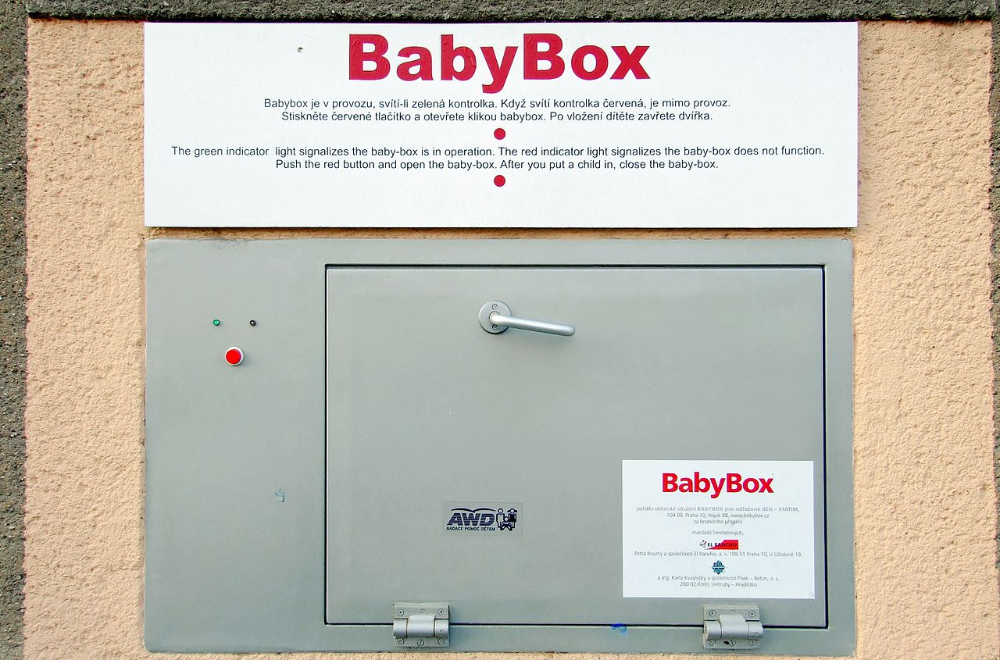 BabyBox
Babybox je v provozu, svítí-li zelená kontrolka. Když svítí kontrolka červená, je mimo provoz.
Stiskněte červené tlačítko a otevřete klikou babybox. Po vložení dítěte zavřete dvířka.
The green indicator light signalizes the baby-box is in operation. The red indicator light signalizes the baby-box does not function.
Push the red button and open the baby-box. After you put a child in, close the baby-box.
AWD
NADACE POMOC DĚTEM
BabyBox
pořídilo občanské sdružení BABYBOX pro odložené děti – STATIM,
104 00 Praha 10, Hájek 88, www.babybox.cz
za finančního přispění
manželů Smetanových,
EL RANCHO
Petra Boumy a společnosti El Rancho, a. s. 108 51 Praha 10, V Úžlabině 19,
a ing. Karla Kvasničky a společnosti Písek – Beton, a. s.
280 02 Kolín, Veltruby – Hradištko